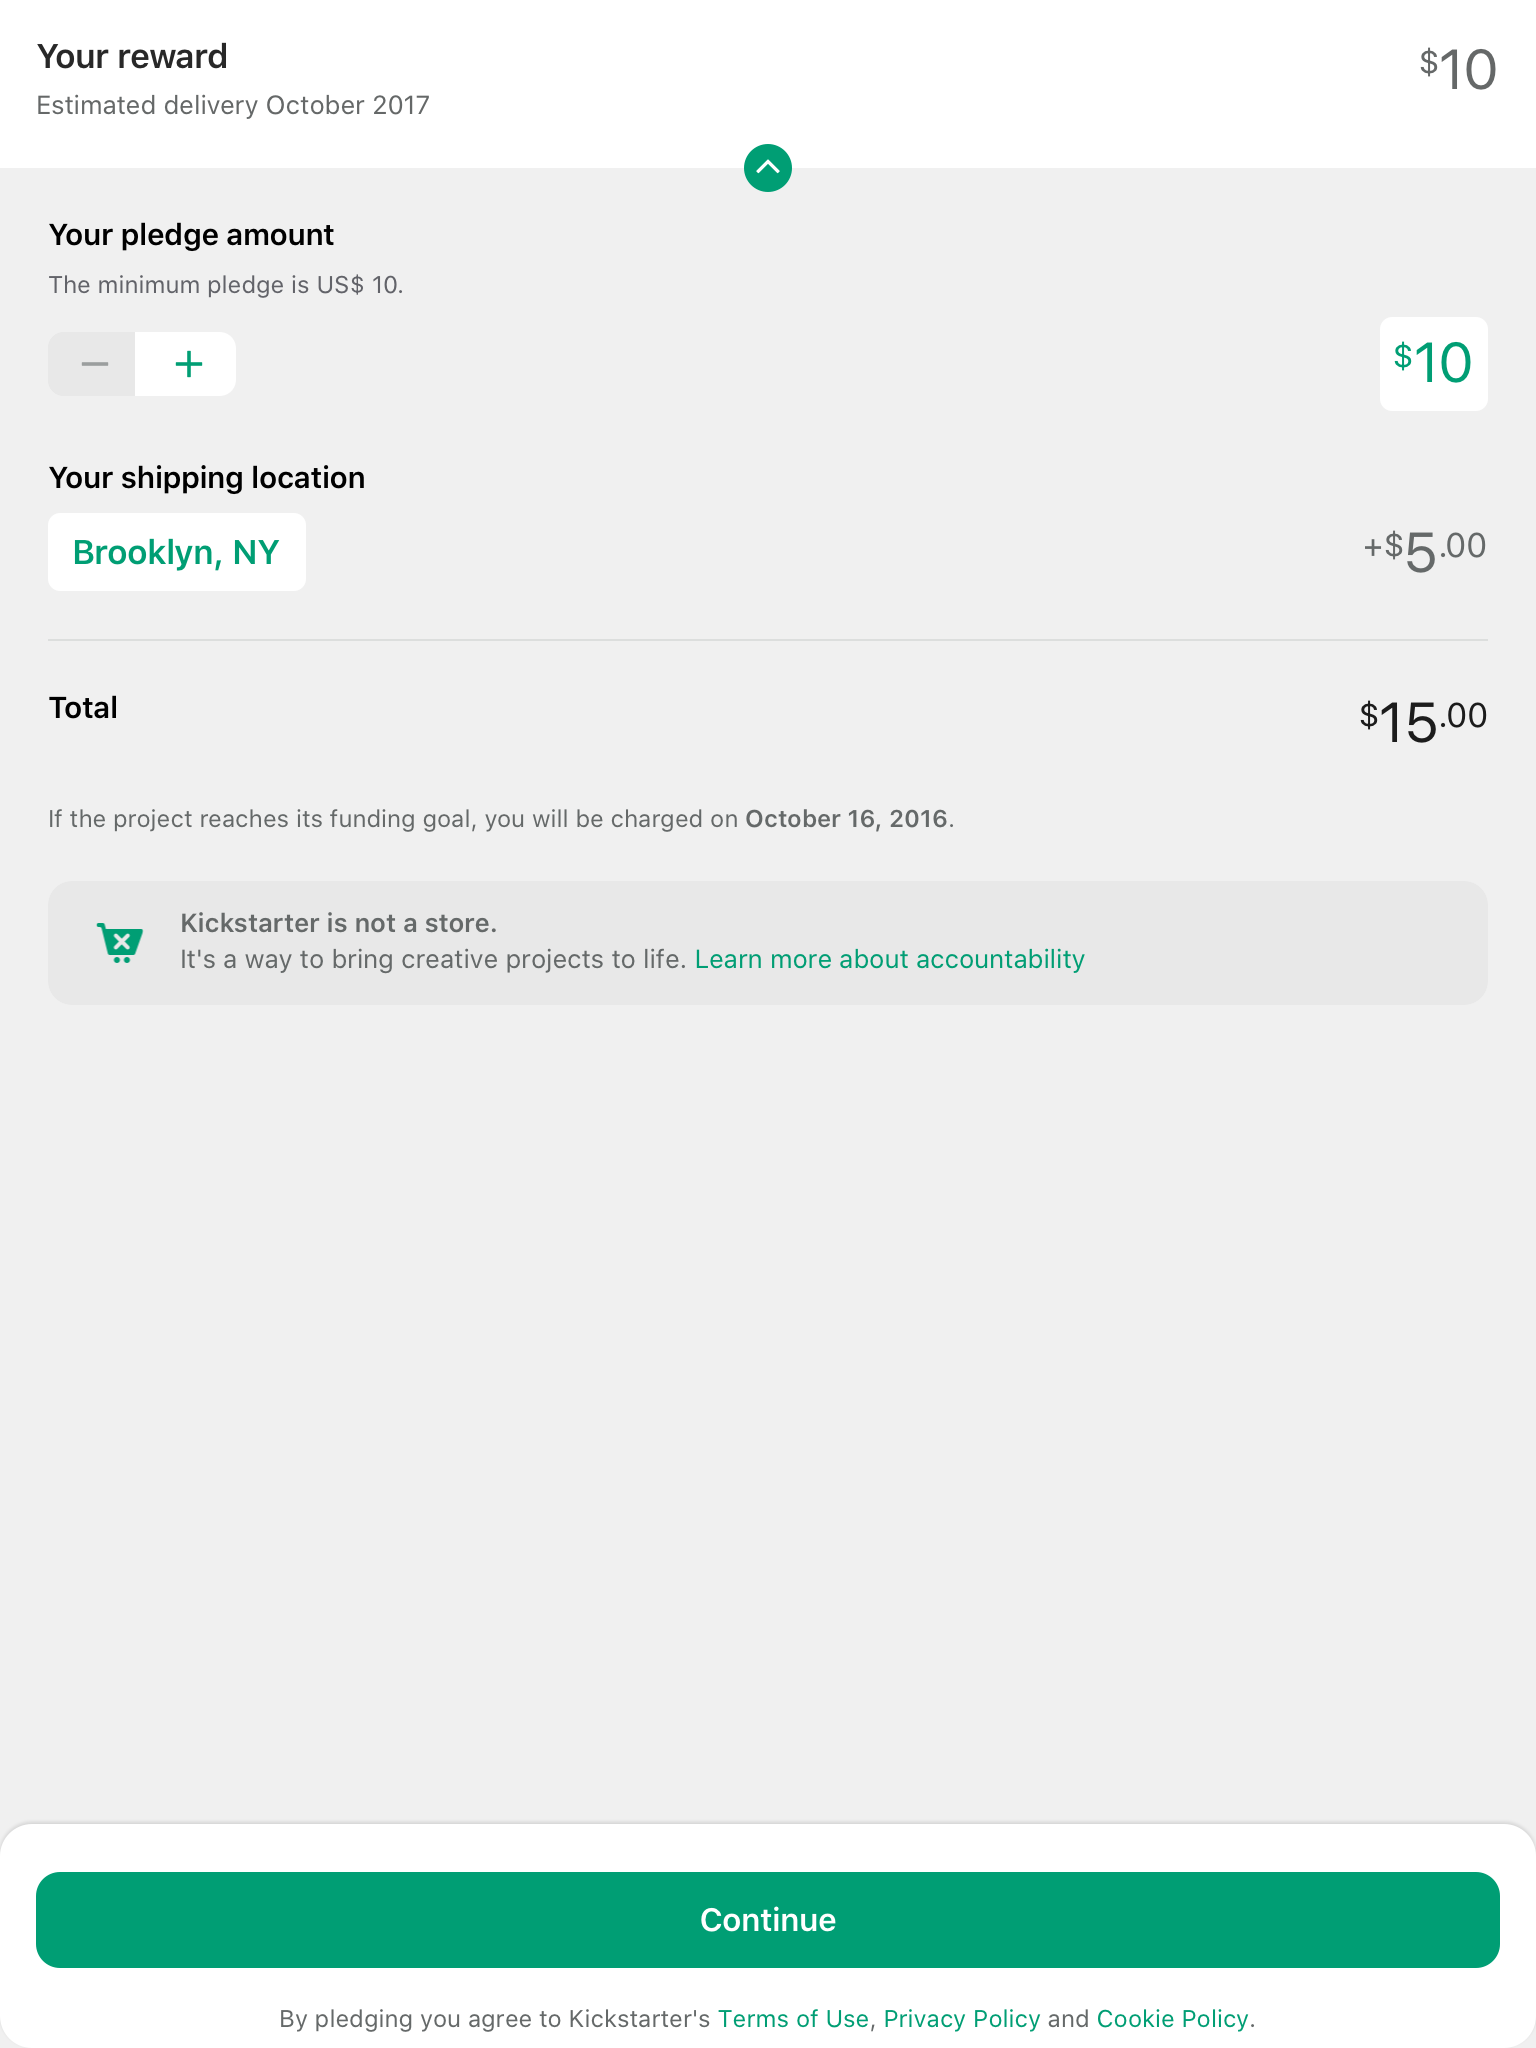 Your reward
$10
Estimated delivery October 2017
Your pledge amount
The minimum pledge is US$ 10.
$10
Your shipping location
Brooklyn, NY
+$5.00
Total
$15.00
If the project reaches its funding goal, you will be charged on October 16, 2016.
Kickstarter is not a store.
It's a way to bring creative projects to life. Learn more about accountability
Continue
By pledging you agree to Kickstarter's Terms of Use, Privacy Policy and Cookie Policy.